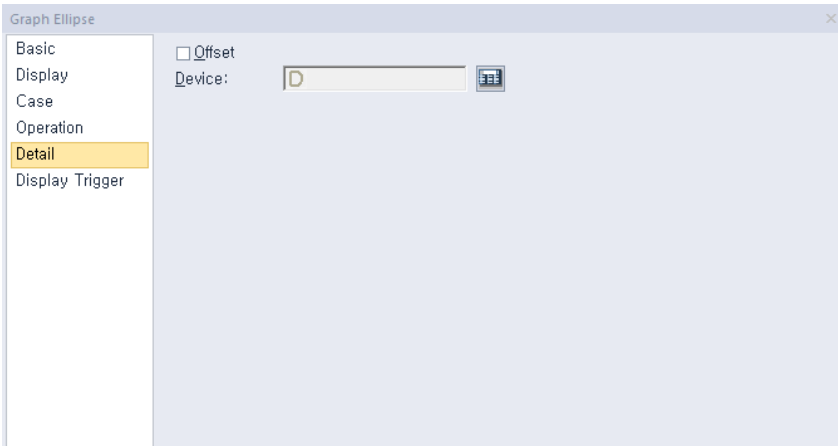 Graph Ellipse
Basic
Display
Case
Operation
Detail
Display Trigger
Offset
Device: D